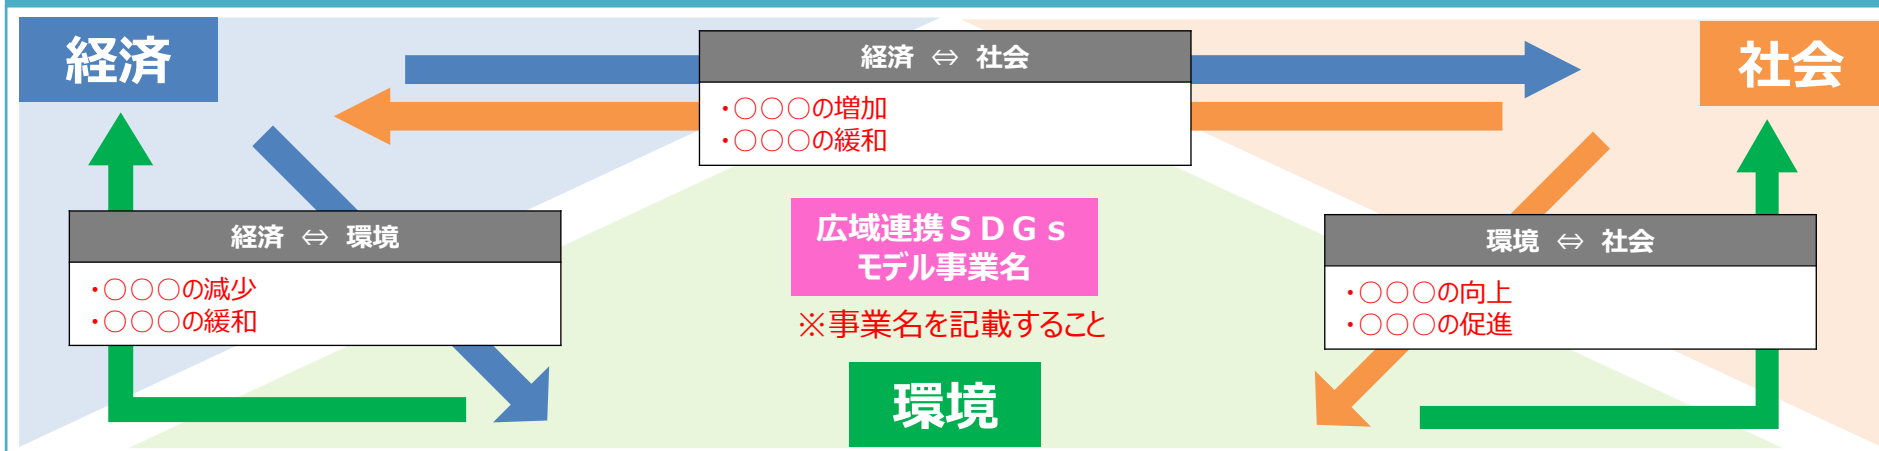 経済
経済 ⇔ 社会
・○○○の増加
・○○○の緩和
社会
経済 ⇔ 環境
・○○○の減少
・○○○の緩和
広域連携ＳＤＧｓ
モデル事業名
※事業名を記載すること
環境 ⇔ 社会
・○○○の向上
・○○○の促進
環境